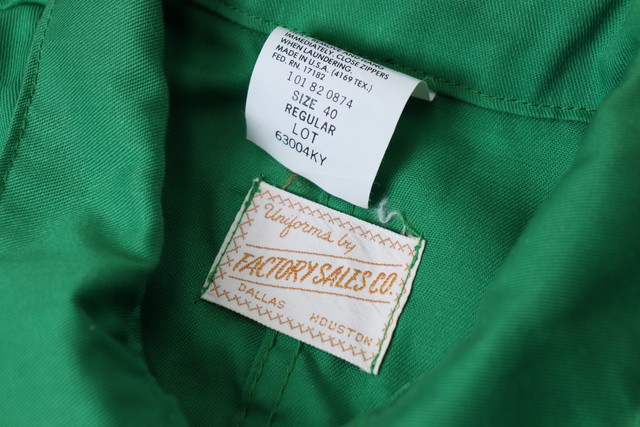 IMMEDIATELY. CLOSE ZIPPERS
WHEN LAUNDERING.
MADE IN U.S.A. (4169 TEX.)
FED. RN. 17182
101 82 0874
SIZE 40
REGULAR
LOT
63004KY
Uniforms by
FACTORY SALES CO.
DALLAS HOUSTON